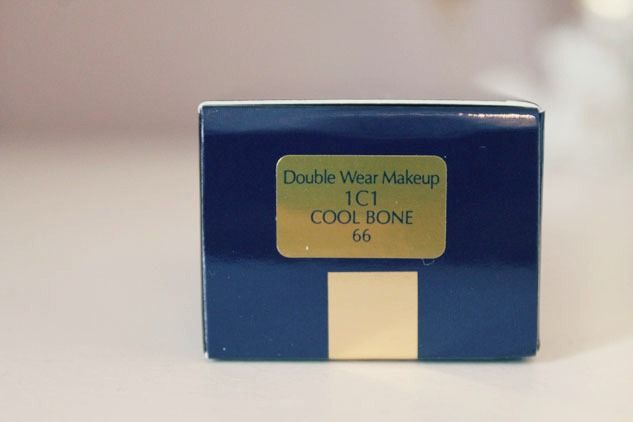 Double Wear Makeup
1C1
COOL BONE
66